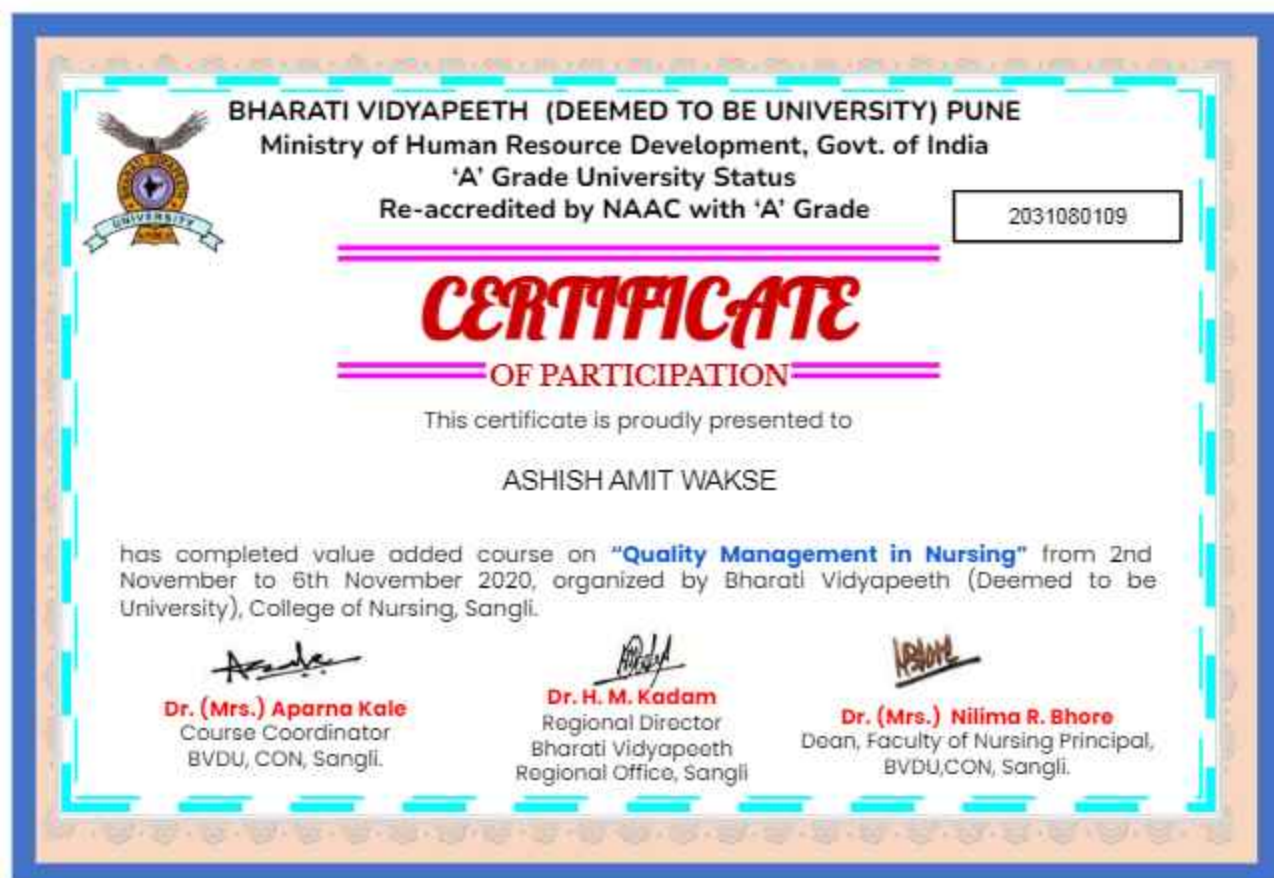 BHARATI VIDYAPEETH (DEEMED TO BE UNIVERSITY) PUNE
Ministry of Human Resource Development, Govt. of India
‘A’ Grade University Status
Re-accredited by NAAC with ‘A’ Grade
2031080109
BHARATI VIDYAPEETH
UNIVERSITY
CERTIFICATE
OF PARTICIPATION
This certificate is proudly presented to
ASHISH AMIT WAKSE
has completed value added course on “Quality Management in Nursing” from 2nd
November to 6th November 2020, organized by Bharati Vidyapeeth (Deemed to be
University), College of Nursing, Sangli.
Dr. (Mrs.) Aparna Kale
Course Coordinator
BVDU, CON, Sangli.
Dr. H. M. Kadam
Regional Director
Bharati Vidyapeeth
Regional Office, Sangli
Dr. (Mrs.) Nilima R. Bhore
Dean, Faculty of Nursing Principal,
BVDU,CON, Sangli.